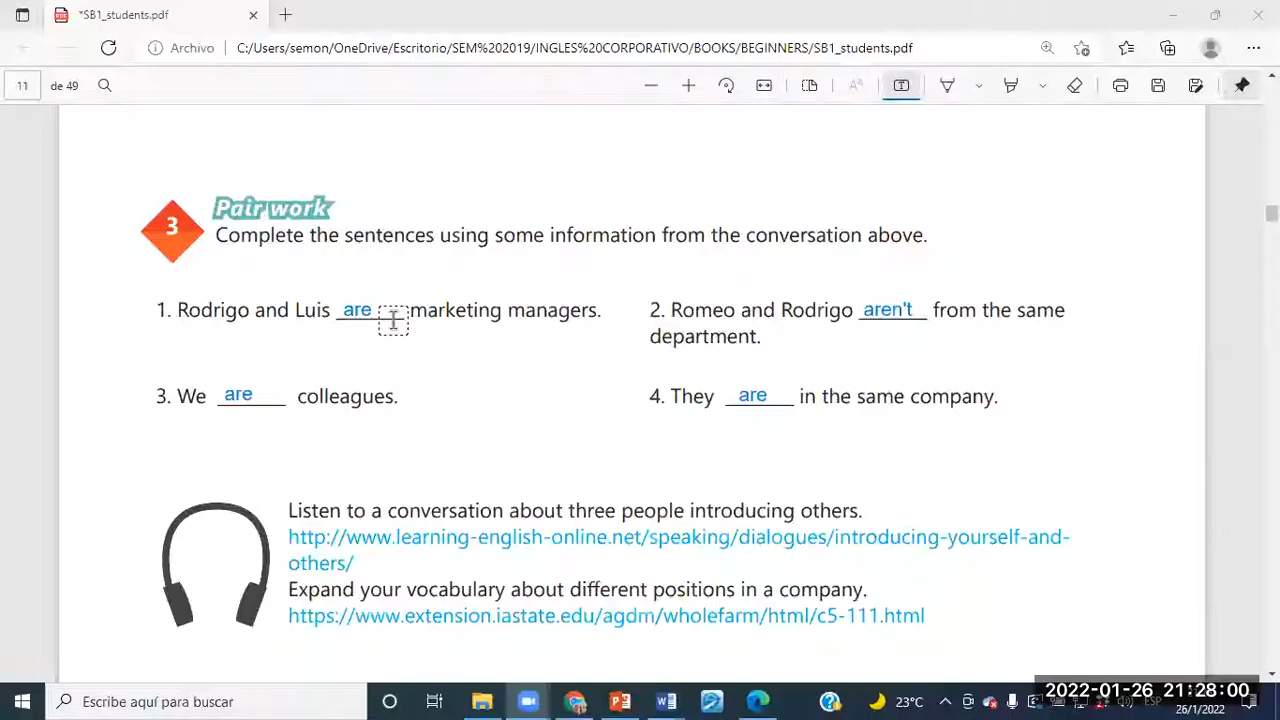 *SB1_students.pdf
Archivo
C:/Users/semon/OneDrive/Escritorio/SEM%202019/INGLES%20CORPORATIVO/BOOKS/BEGINNERS/SB1_students.pdf
11 de 49
3
Pair work
Complete the sentences using some information from the conversation above.
1. Rodrigo and Luis are marketing managers.
2. Romeo and Rodrigo aren't from the same
department.
3. We are colleagues.
4. They are in the same company.
Listen to a conversation about three people introducing others.
http://www.learning-english-online.net/speaking/dialogues/introducing-yourself-and-
others/
Expand your vocabulary about different positions in a company.
https://www.extension.iastate.edu/agdm/wholefarm/html/c5-111.html
Escribe aquí para buscar
23°C
ESP
2022-01-26 21:28:00
26/1/2022